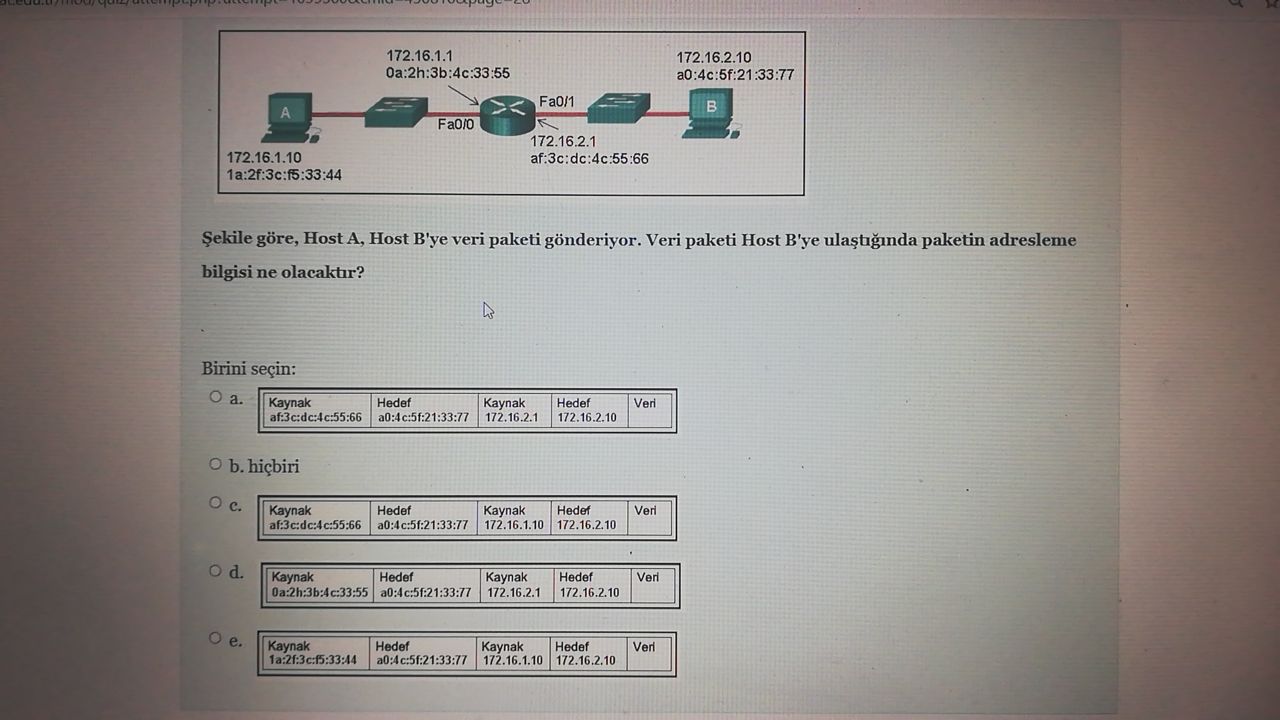 172.16.1.1
0a:2h:3b:4c:33:55
172.16.2.10
a0:4c:5f:21:33:77
A
Fa0/0
Fa0/1
B
172.16.2.1
af:3c:dc:4c:55:66
172.16.1.10
1a:2f:3c:f5:33:44
Şekile göre, Host A, Host B'ye veri paketi gönderiyor. Veri paketi Host B'ye ulaştığında paketin adresleme
bilgisi ne olacaktır?
Birini seçin:
a.
Kaynak Hedef Kaynak Hedef Veri
af:3c:dc:4c:55:66 a0:4c:5f:21:33:77 172.16.2.1 172.16.2.10
b. hiçbiri
c.
Kaynak Hedef Kaynak Hedef Veri
af:3c:dc:4c:55:66 a0:4c:5f:21:33:77 172.16.1.10 172.16.2.10
d.
Kaynak Hedef Kaynak Hedef Veri
0a:2h:3b:4c:33:55 a0:4c:5f:21:33:77 172.16.2.1 172.16.2.10
e.
Kaynak Hedef Kaynak Hedef Veri
1a:2f:3c:f5:33:44 a0:4c:5f:21:33:77 172.16.1.10 172.16.2.10